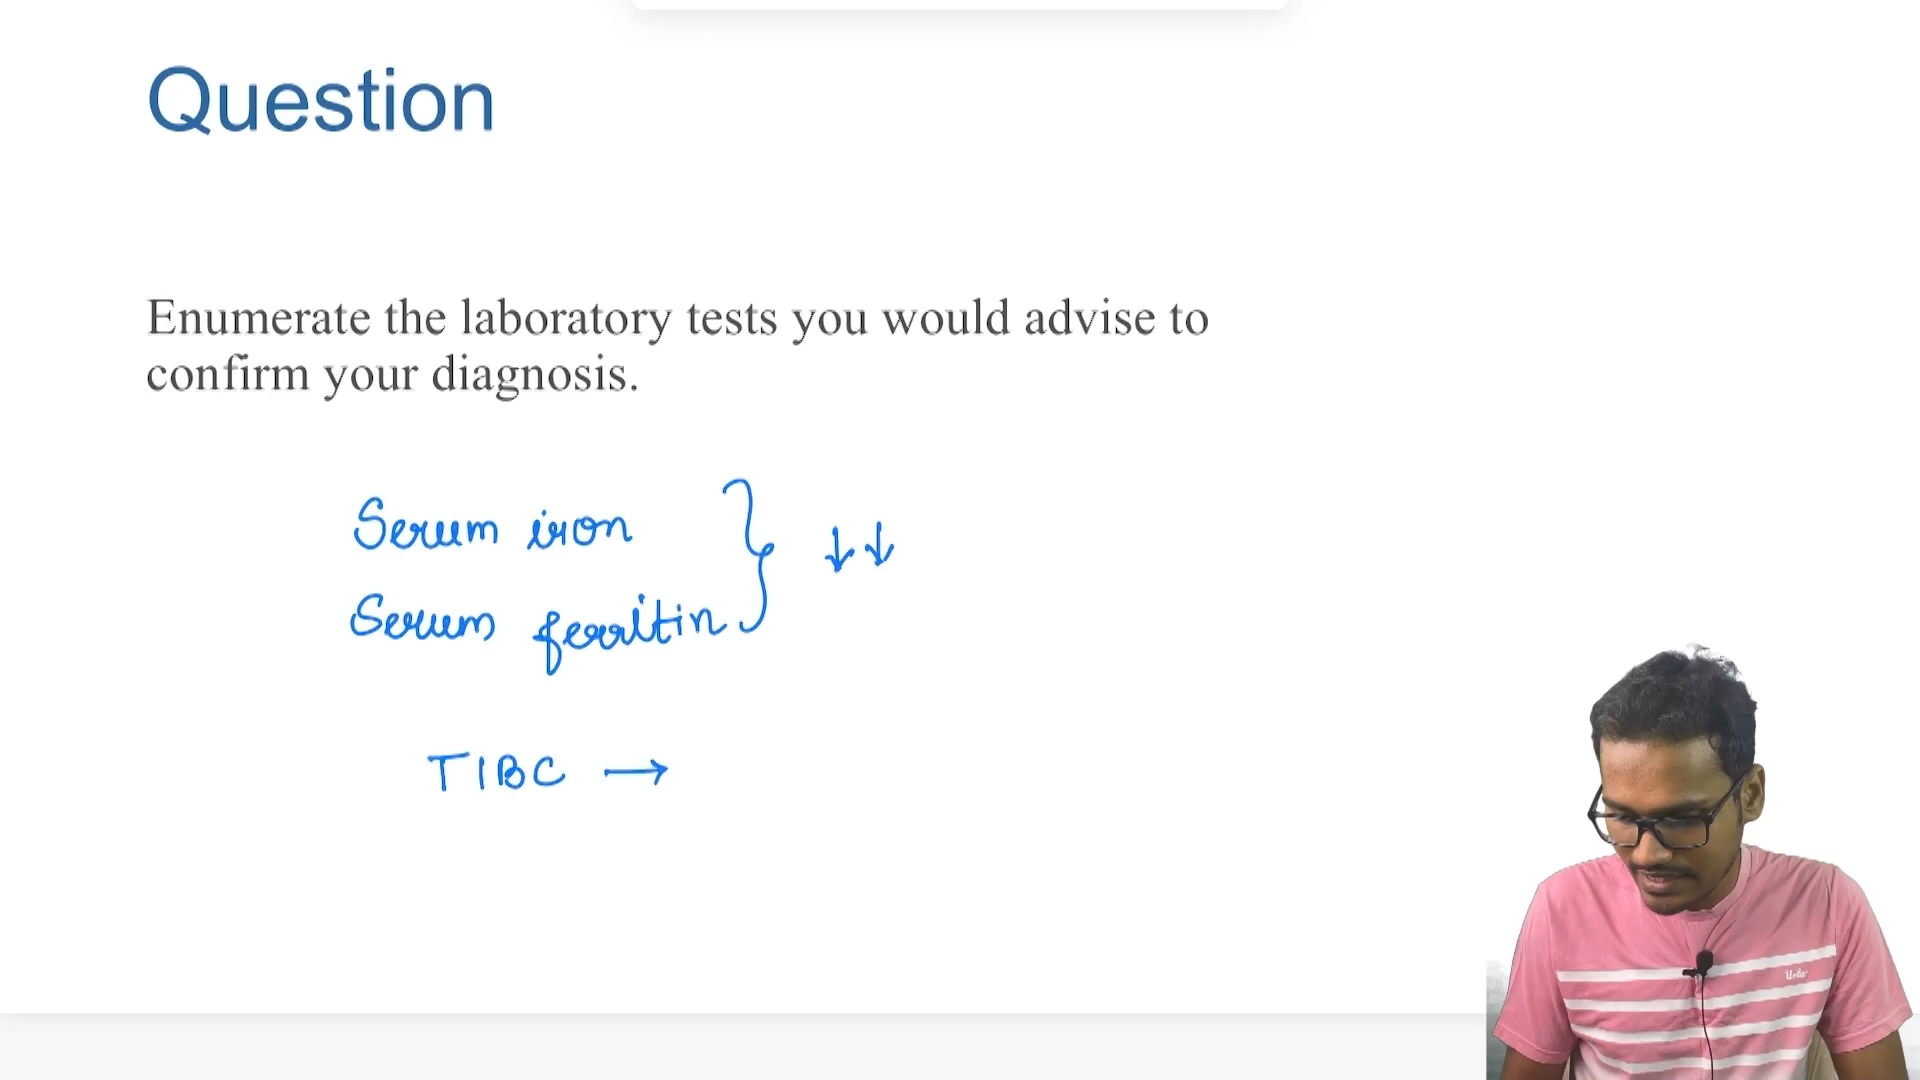 Question
Enumerate the laboratory tests you would advise to
confirm your diagnosis.
Serum iron
Serum ferritin
↓↓
TIBC →